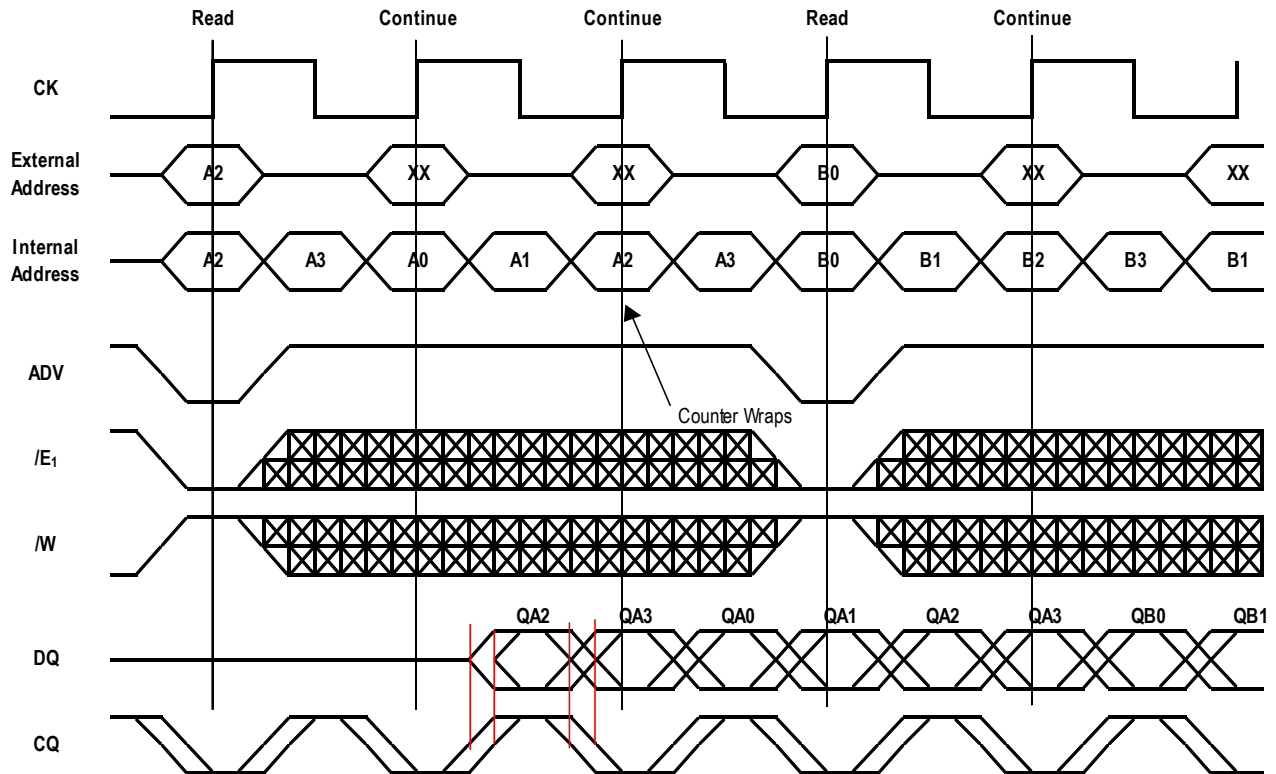 Read Continue Continue Read Continue
CK
External
Address
A2 XX XX B0 XX XX
Internal
Address
A2 A3 A0 A1 A2 A3 B0 B1 B2 B3 B1
ADV
Counter Wraps
/E₁
/W
QA2 QA3 QA0 QA1 QA2 QA3 QB0 QB1
DQ
CQ